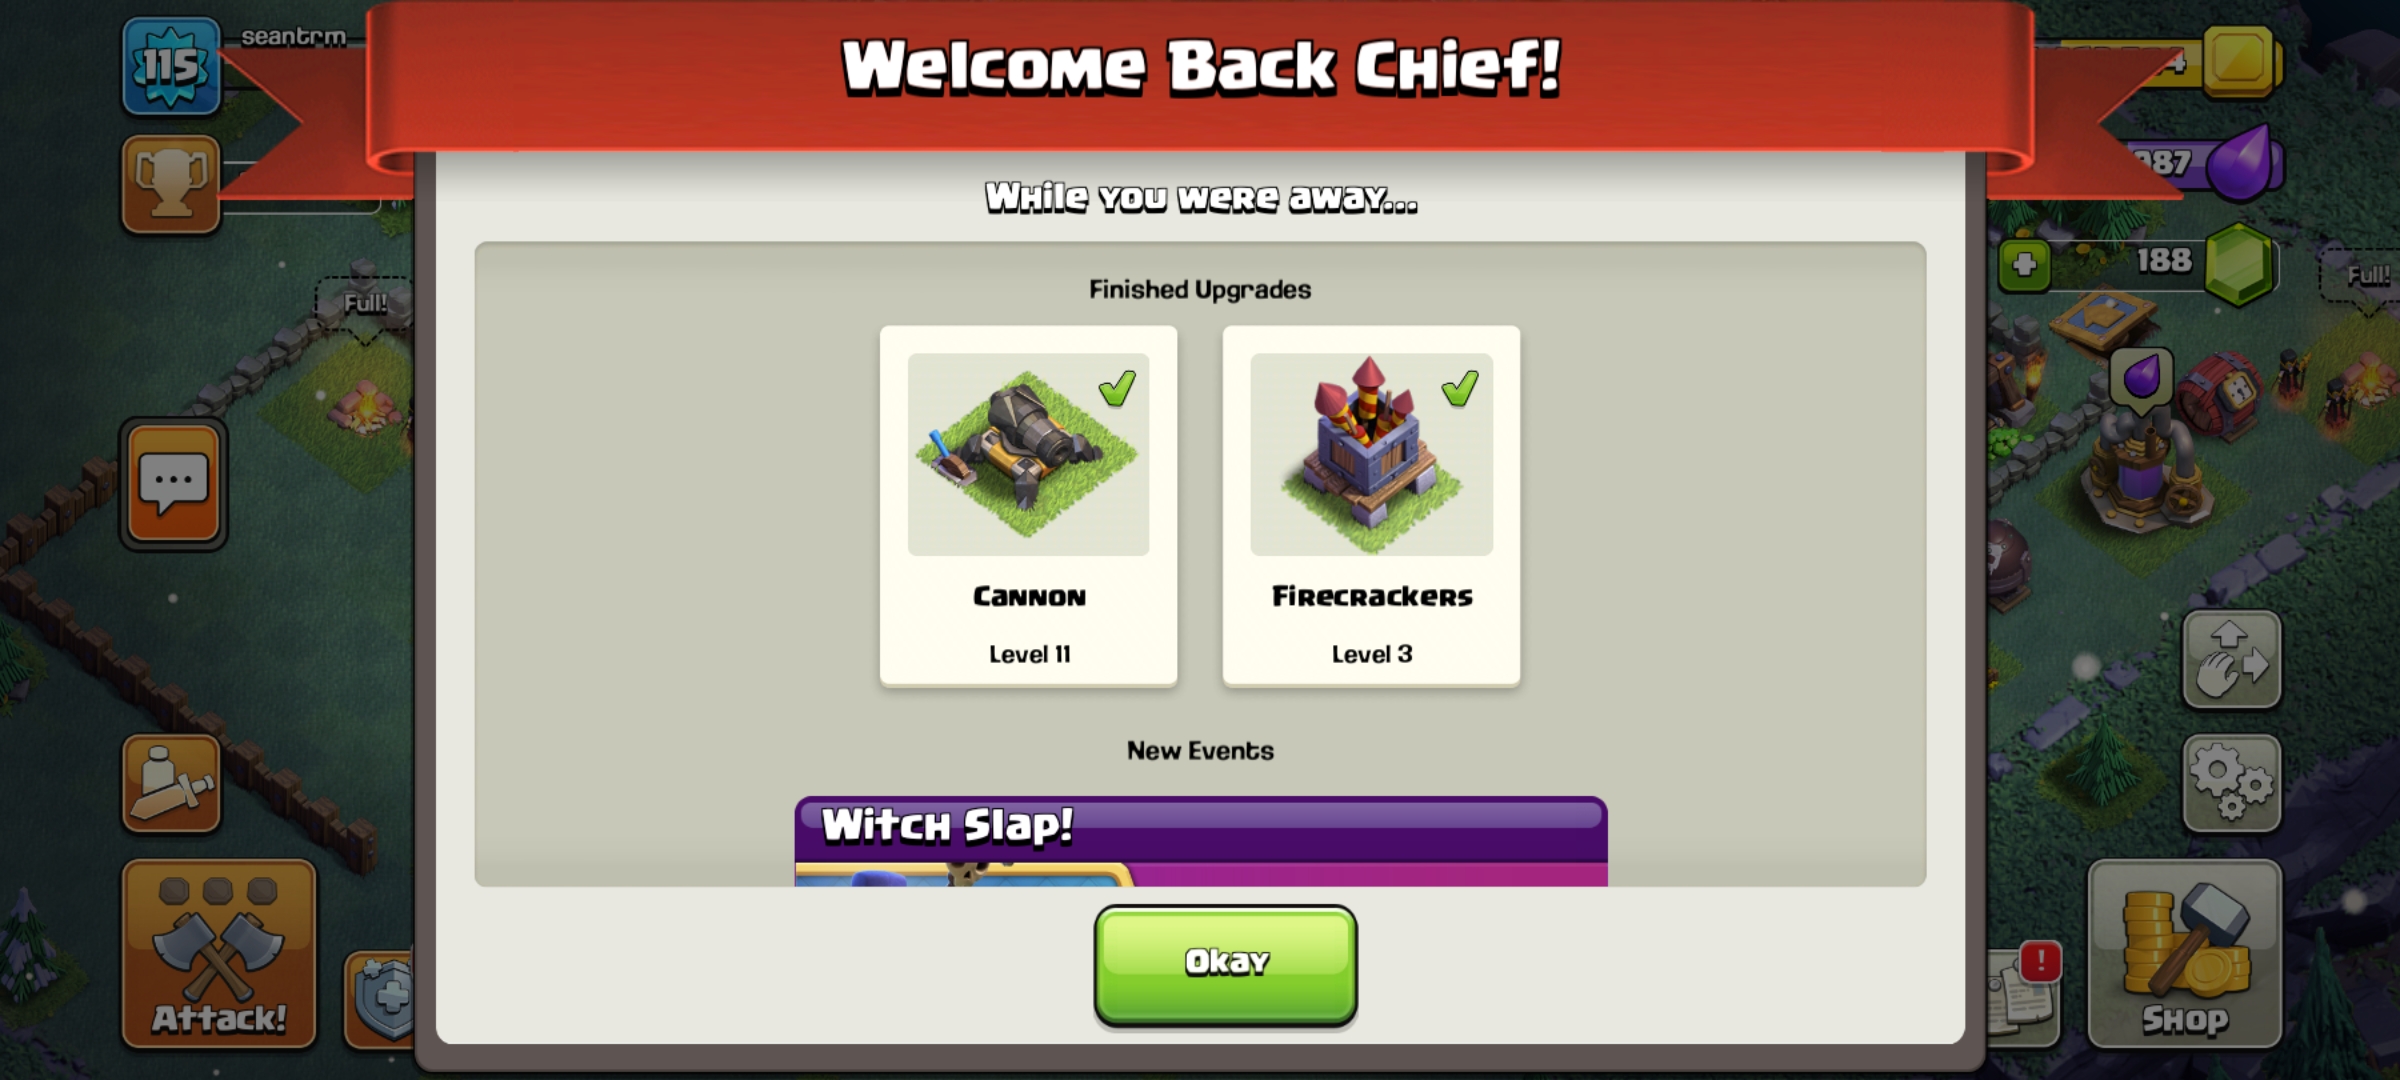 Welcome Back Chief!
115
seantrm
While you were away...
188
Full!
Full!
Finished Upgrades
Cannon
Level 11
Firecrackers
Level 3
New Events
Witch Slap!
Okay
Attack!
!
Shop